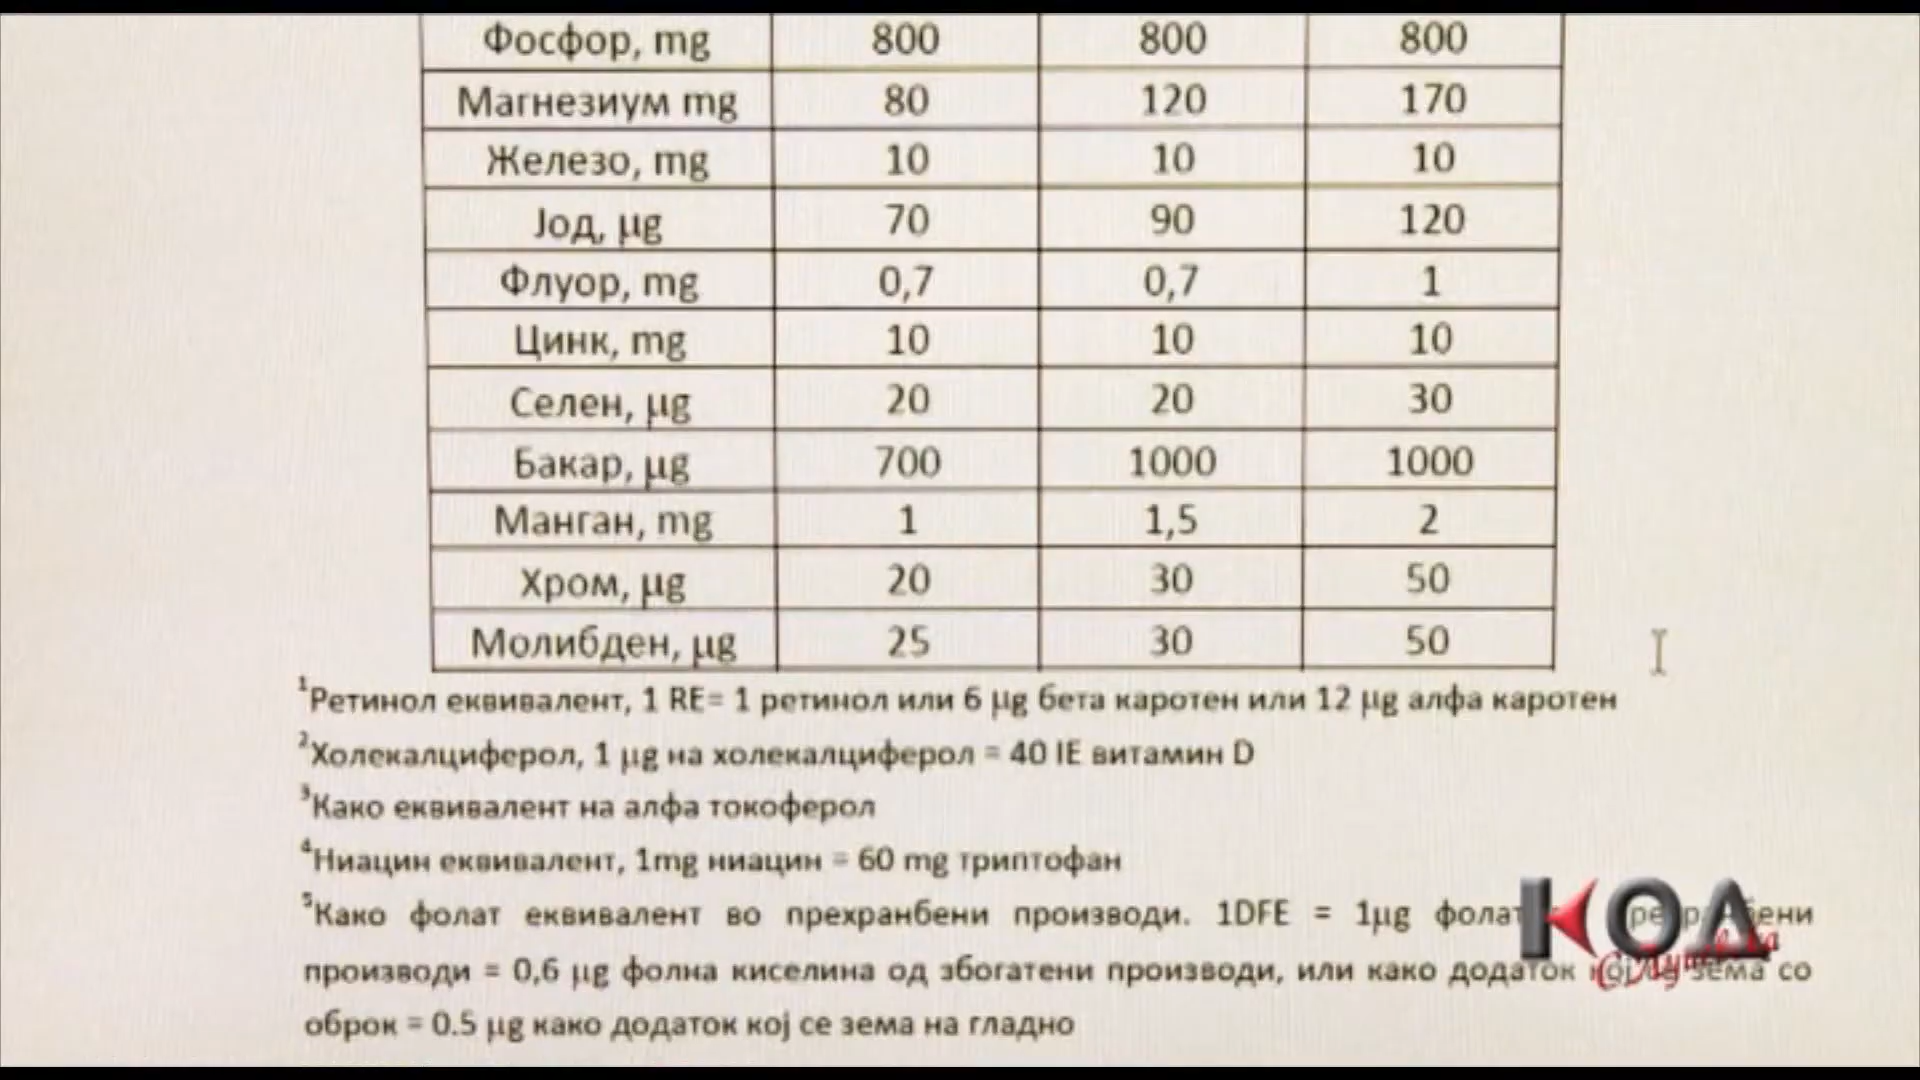 Фосфор, mg 800 800 800
Магнезиум mg 80 120 170
Железо, mg 10 10 10
Јод, µg 70 90 120
Флуор, mg 0,7 0,7 1
Цинк, mg 10 10 10
Селен, µg 20 20 30
Бакар, µg 700 1000 1000
Манган, mg 1 1,5 2
Хром, µg 20 30 50
Молибден, µg 25 30 50
¹Ретинол еквивалент, 1 RE= 1 ретинол или 6 µg бета каротен или 12 µg алфа каротен
²Холекалциферол, 1 µg на холекалциферол = 40 IE витамин D
³Како еквивалент на алфа токоферол
⁴Ниацин еквивалент, 1mg ниацин = 60 mg триптофан
⁵Како фолат еквивалент во прехранбени производи. 1DFE = 1µg фолат
производи = 0,6 µg фолна киселина од збогатени производи, или како додаток зема со
оброк = 0.5 µg како додаток кој се зема на гладно
КОД